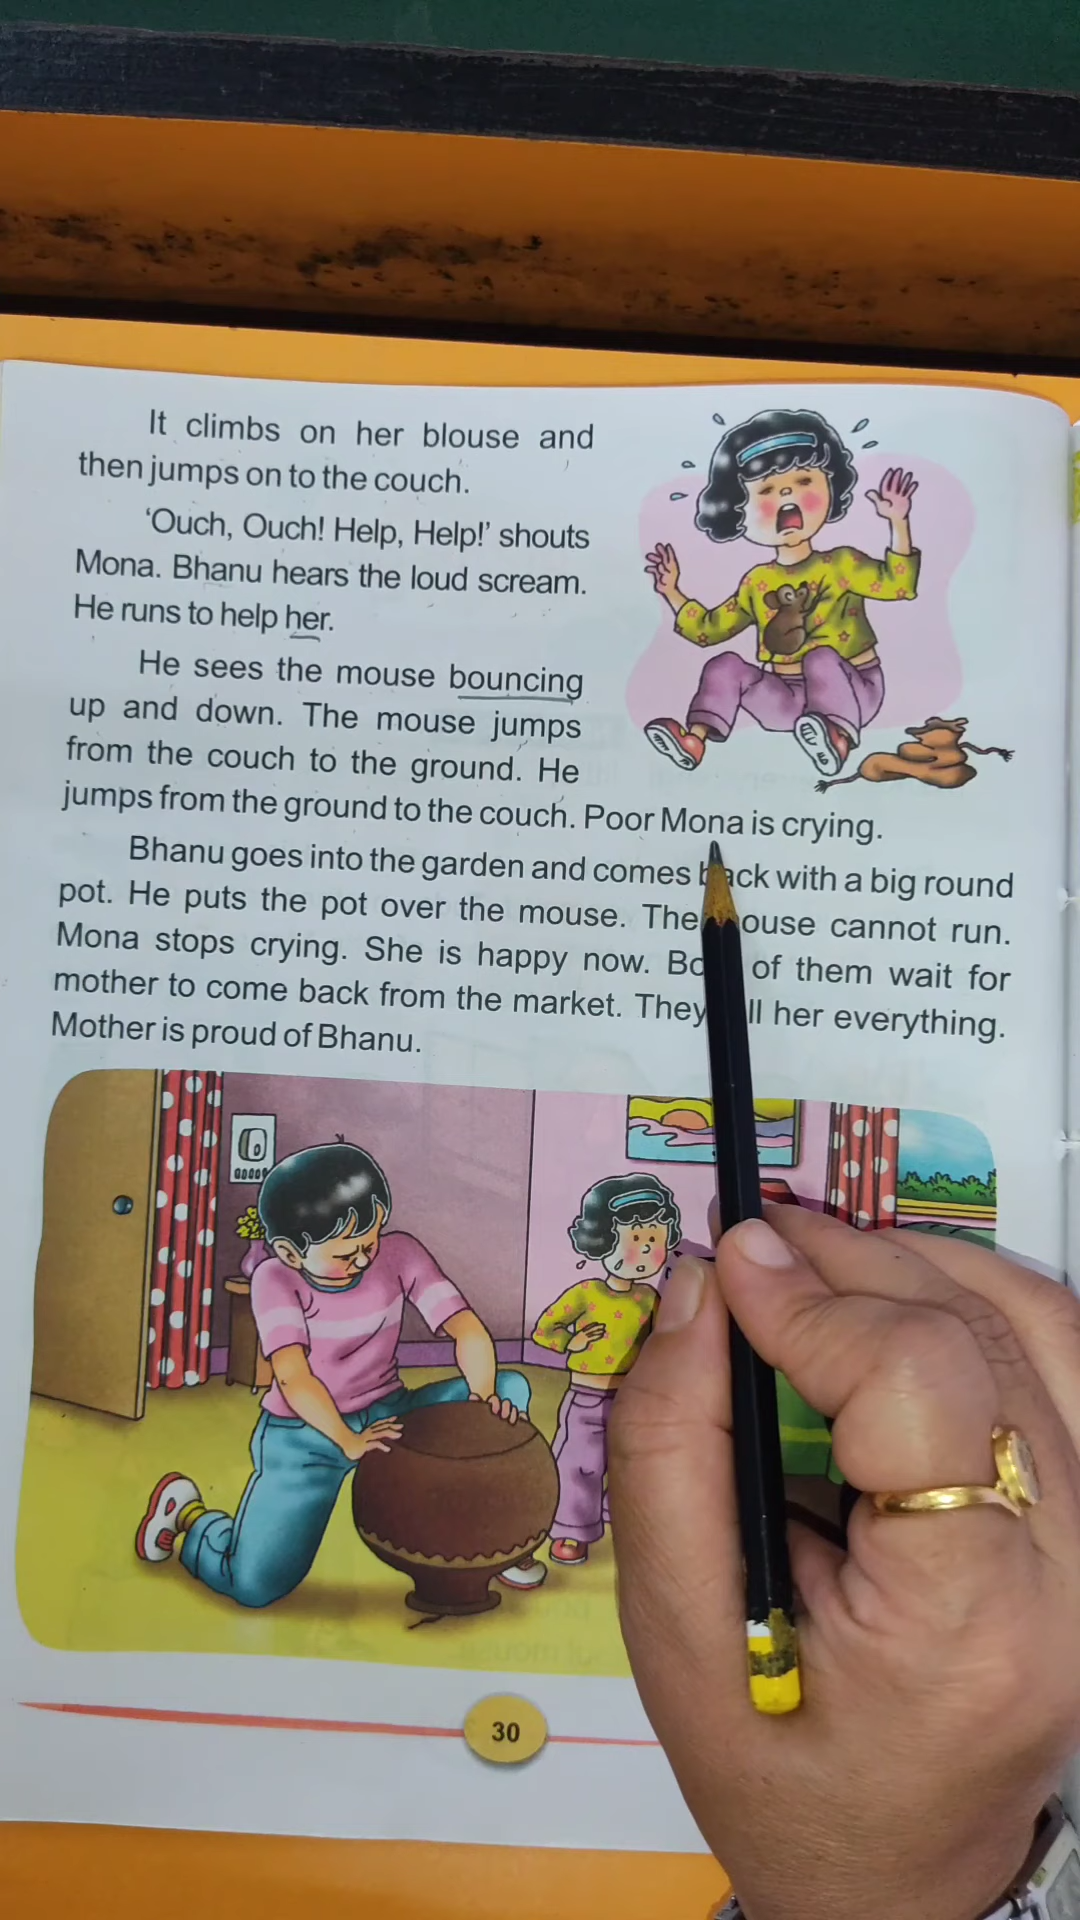 It climbs on her blouse and
then jumps on to the couch.
‘Ouch, Ouch! Help, Help!’ shouts
Mona. Bhanu hears the loud scream.
He runs to help her.
He sees the mouse bouncing
up and down. The mouse jumps
from the couch to the ground. He
jumps from the ground to the couch. Poor Mona is crying.
Bhanu goes into the garden and comes back with a big round
pot. He puts the pot over the mouse. The mouse cannot run.
Mona stops crying. She is happy now. Both of them wait for
mother to come back from the market. They tell her everything.
Mother is proud of Bhanu.
30